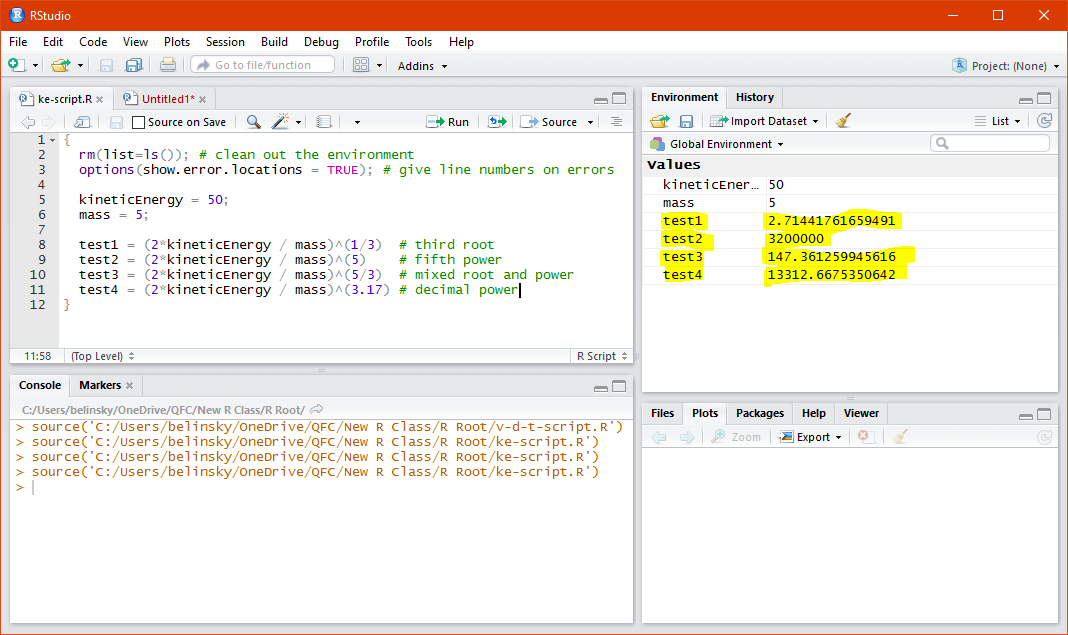 RStudio
File Edit Code View Plots Session Build Debug Profile Tools Help
Go to file/function Addins Project: (None)
ke-script.R Untitled1*
Source on Save Run Source
1 {
2 rm(list=ls()); # clean out the environment
3 options(show.error.locations = TRUE); # give line numbers on errors
4
5 kineticEnergy = 50;
6 mass = 5;
7
8 test1 = (2*kineticEnergy / mass)^(1/3) # third root
9 test2 = (2*kineticEnergy / mass)^(5) # fifth power
10 test3 = (2*kineticEnergy / mass)^(5/3) # mixed root and power
11 test4 = (2*kineticEnergy / mass)^(3.17) # decimal power
12 }
11:58 (Top Level) R Script
Console Markers
C:/Users/belinsky/OneDrive/QFC/New R Class/R Root/
> source('C:/Users/belinsky/OneDrive/QFC/New R Class/R Root/v-d-t-script.R')
> source('C:/Users/belinsky/OneDrive/QFC/New R Class/R Root/ke-script.R')
> source('C:/Users/belinsky/OneDrive/QFC/New R Class/R Root/ke-script.R')
> source('C:/Users/belinsky/OneDrive/QFC/New R Class/R Root/ke-script.R')
>
Environment History
Import Dataset List
Global Environment
Values
kineticEner… 50
mass 5
test1 2.71441761659491
test2 3200000
test3 147.361259945616
test4 13312.6675350642
Files Plots Packages Help Viewer
Zoom Export